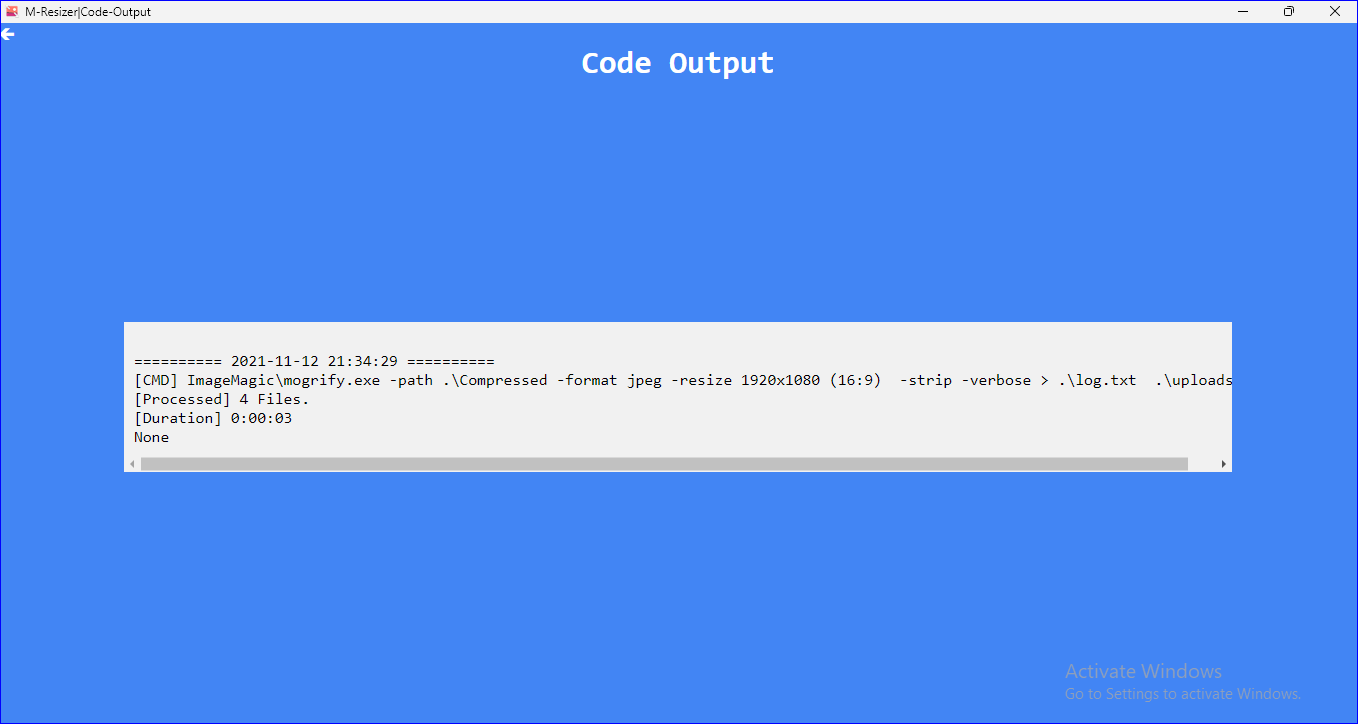 M-Resizer|Code-Output
Code Output
========== 2021-11-12 21:34:29 ==========
[CMD] ImageMagic\mogrify.exe -path .\Compressed -format jpeg -resize 1920x1080 (16:9)  -strip -verbose > .\log.txt  .\uploads
[Processed] 4 Files.
[Duration] 0:00:03
None
Activate Windows
Go to Settings to activate Windows.